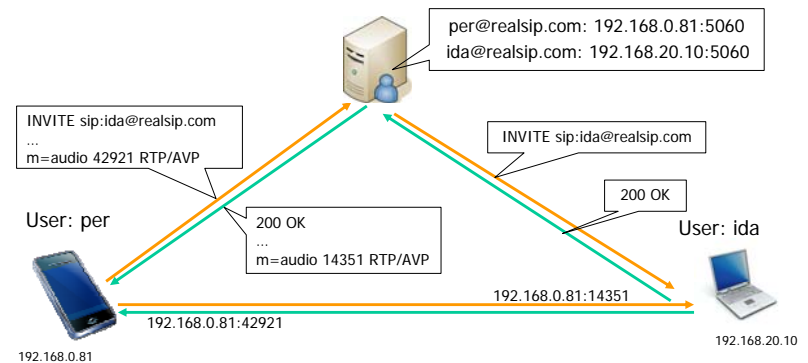 per@realsip.com: 192.168.0.81:5060
ida@realsip.com: 192.168.20.10:5060
INVITE sip:ida@realsip.com
...
m=audio 42921 RTP/AVP
INVITE sip:ida@realsip.com
200 OK
User: per
200 OK
...
m=audio 14351 RTP/AVP
User: ida
192.168.0.81:14351
192.168.0.81:42921
192.168.20.10
192.168.0.81